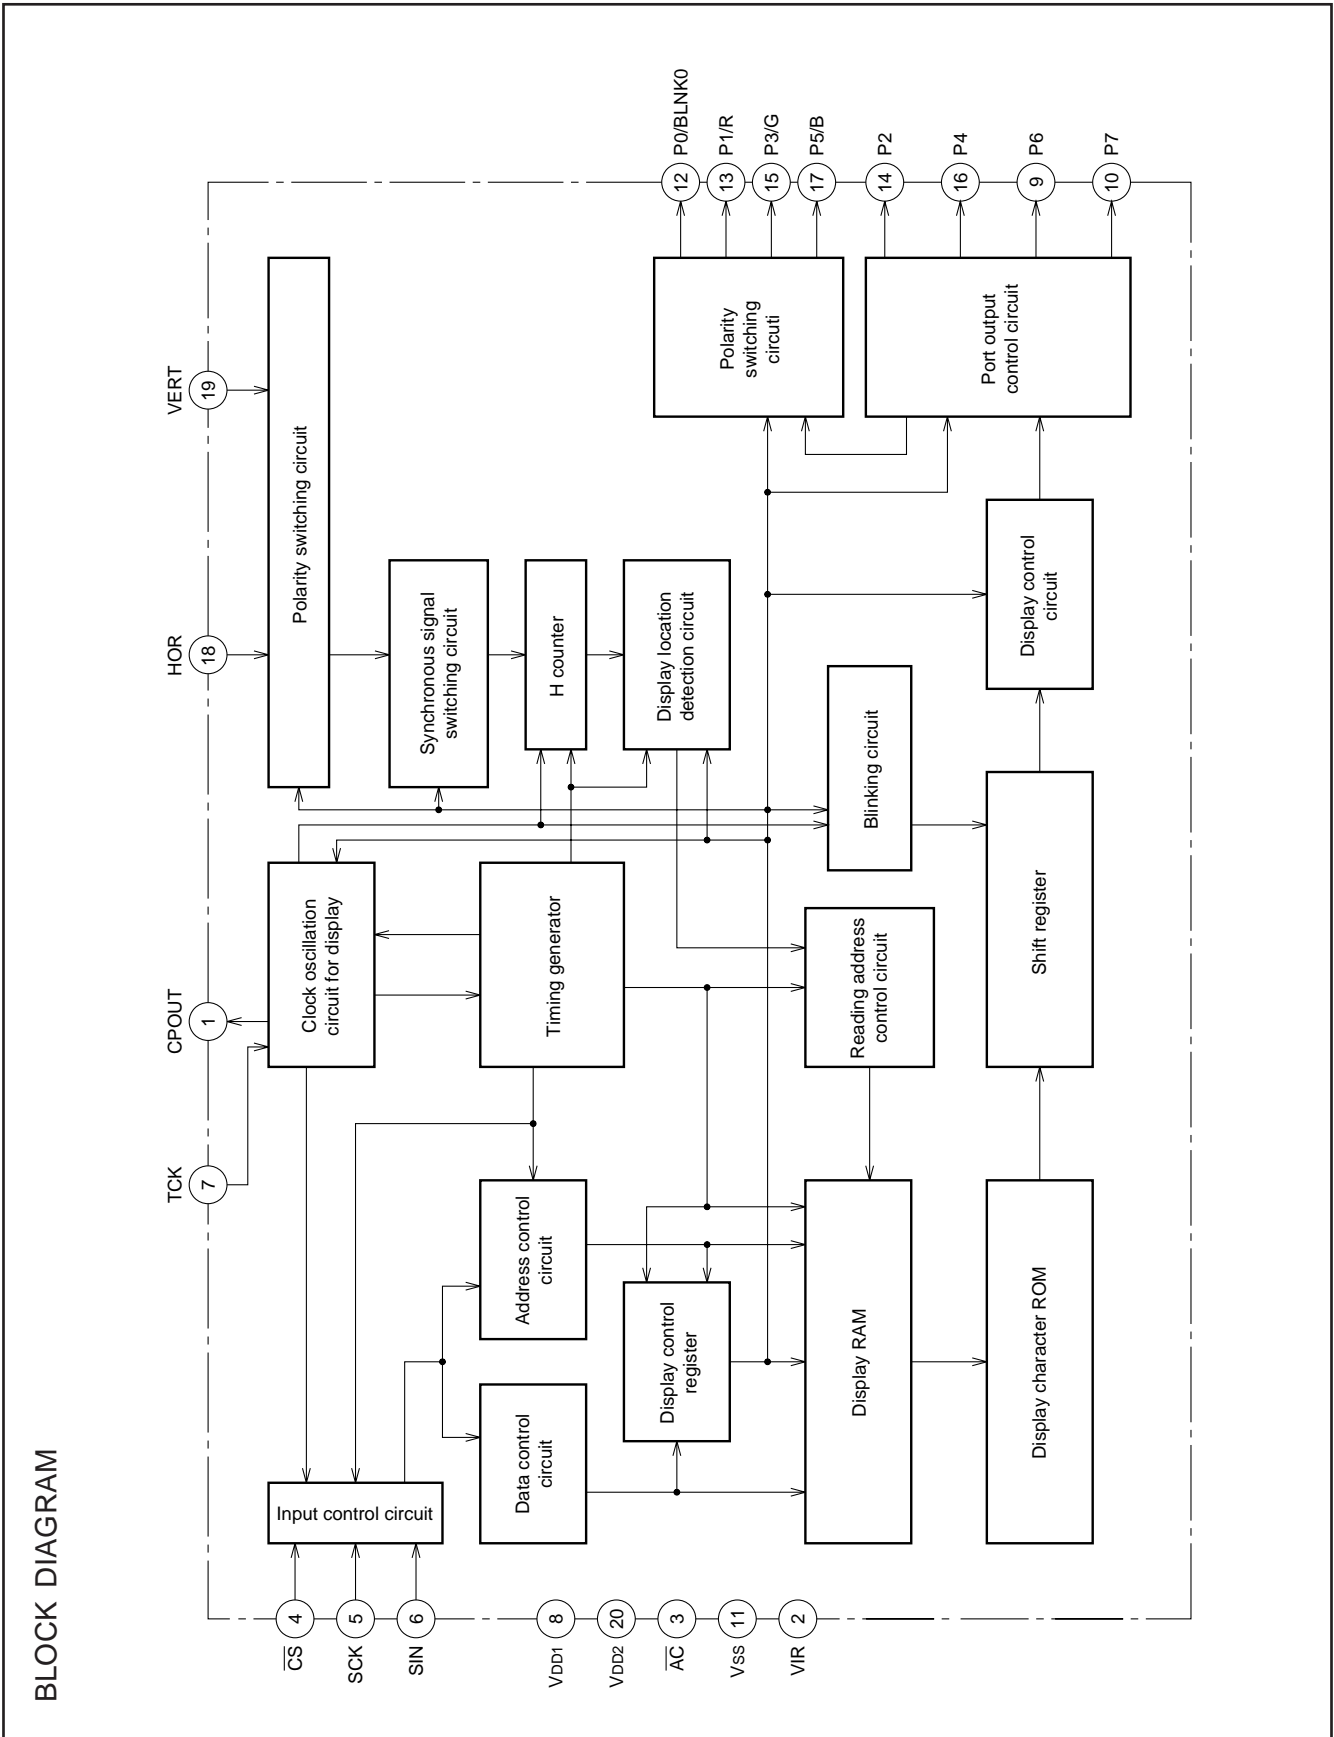 BLOCK DIAGRAM
TCK
7
CPOUT
1
HOR
18
VERT
19
CS
4
SCK
5
SIN
6
VDD1
8
VDD2
20
AC
3
VSS
11
VIR
2
Input control circuit
Clock oscillation
circuit for display
Polarity switching circuit
Synchronous signal
switching circuit
Data control
circuit
Address control
circuit
Timing generator
H counter
Display control
register
Display location
detection circuit
Polarity
switching
circuti
12
P0/BLNK0
13
P1/R
15
P3/G
17
P5/B
Display RAM
Reading address
control circuit
Blinking circuit
Port output
control circuit
14
P2
16
P4
9
P6
10
P7
Display character ROM
Shift register
Display control
circuit